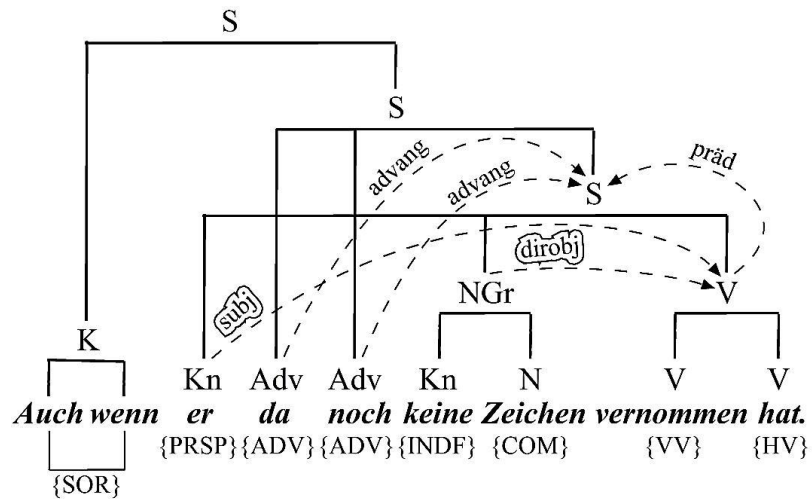 S
S
advang
advang
präd
S
dirobj
subj
NGr
V
K
Kn Adv Adv Kn N V V
Auch wenn er da noch keine Zeichen vernommen hat.
{PRSP} {ADV} {ADV} {INDF} {COM} {VV} {HV}
{SOR}